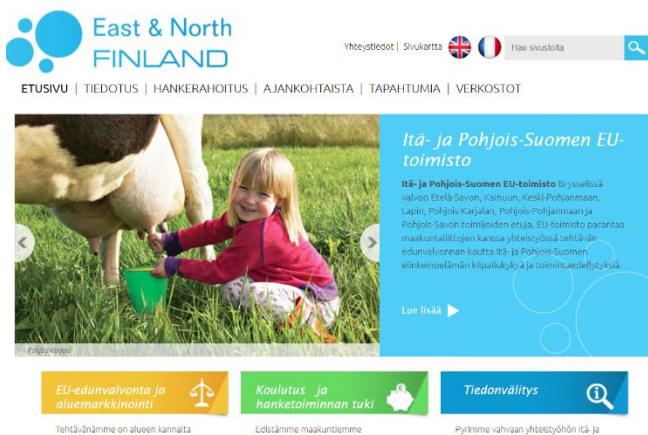 East & North
FINLAND
Yhteystiedot | Sivukartta
Hae sivustolta
ETUSIVU | TIEDOTUS | HANKERAHOITUS | AJANKOHTAISTA | TAPAHTUMIA | VERKOSTOT
Itä- ja Pohjois-Suomen EU-
toimisto
Itä- ja Pohjois-Suomen EU-toimisto Brysselissä
valvoo Etelä-Savon, Kainuun, Keski-Pohjanmaan,
Lapin, Pohjois-Karjalan, Pohjois-Pohjanmaan ja
Pohjois-Savon toimijoiden etuja. EU-toimisto parantaa
maakuntaliittojen kanssa yhteistyössä tehtävän
edunvalvonnan kautta Itä- ja Pohjois-Suomen
elinkeinoelämän kilpailukykyä ja toimintaedellytyksiä.
Lue lisää
EU-edunvalvonta ja
aluemarkkinointi
Tehtävänämme on alueen kannalta
Koulutus ja
hanketoiminnan tuki
Edistämme maakuntiemme
Tiedonvälitys
Pyrimme vahvaan yhteistyöhön Itä- ja